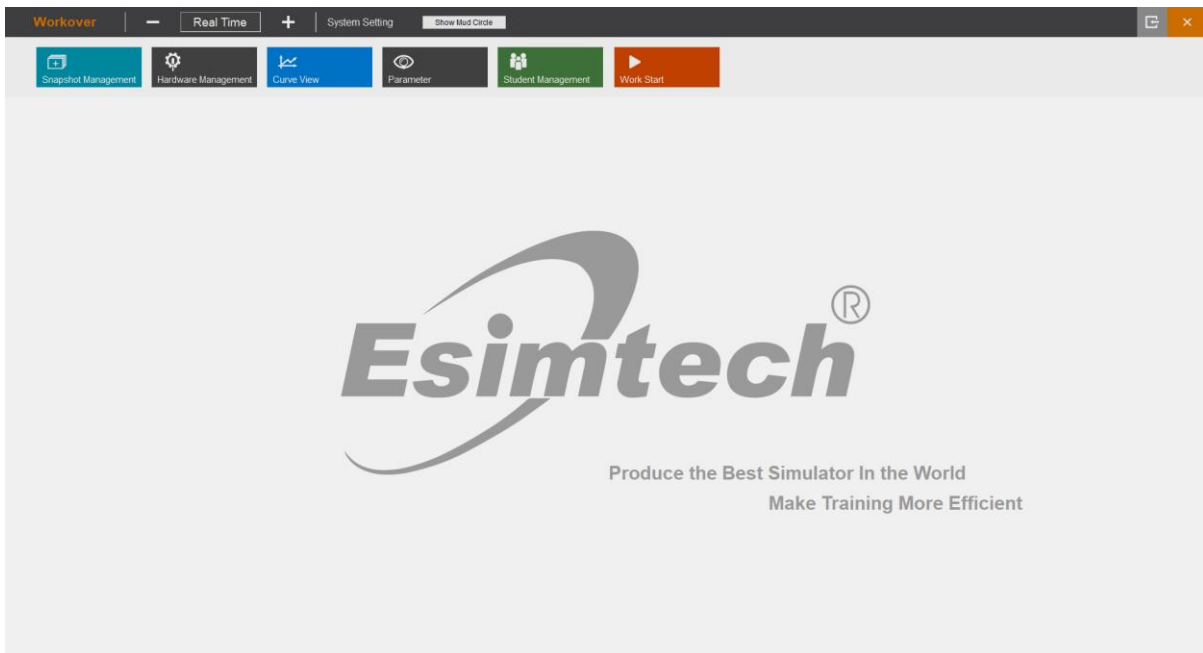 Workover Real Time System Setting Show Mud Circle
Snapshot Management Hardware Management Curve View Parameter Student Management Work Start
Esimtech®
Produce the Best Simulator In the World
Make Training More Efficient